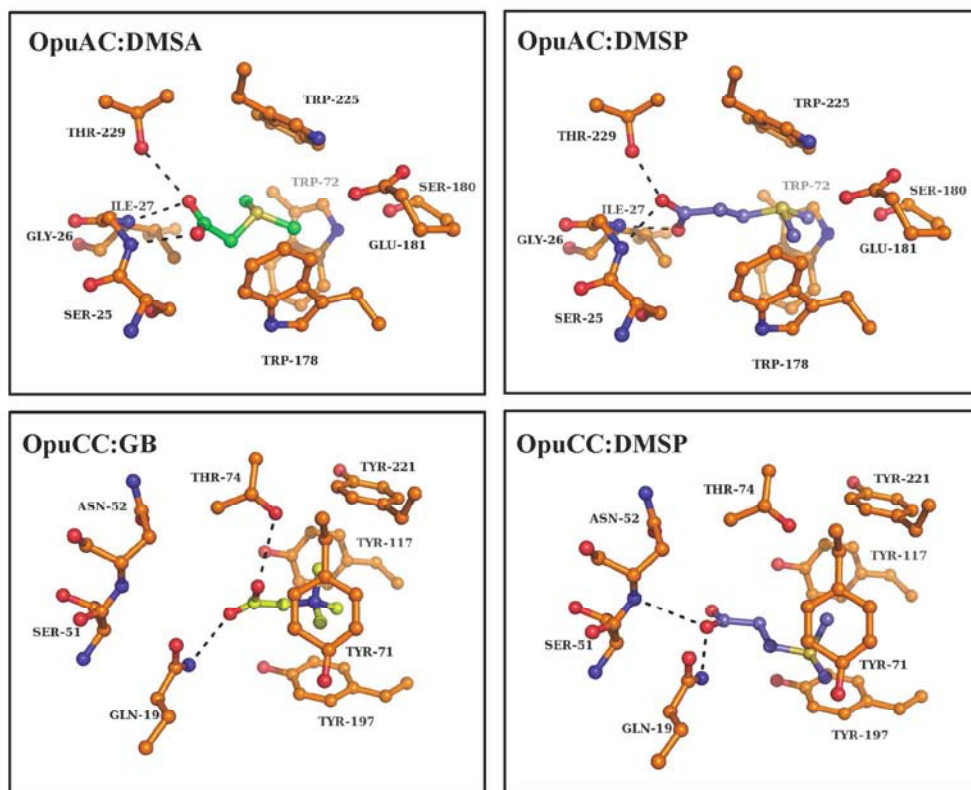 OpuAC:DMSA
TRP-225
THR-229
TRP-72
SER-180
ILE-27
GLY-26
GLU-181
SER-25
TRP-178
OpuAC:DMSP
TRP-225
THR-229
TRP-72
SER-180
ILE-27
GLY-26
GLU-181
SER-25
TRP-178
OpuCC:GB
THR-74
TYR-221
ASN-52
TYR-117
SER-51
TYR-71
GLN-19
TYR-197
OpuCC:DMSP
THR-74
TYR-221
ASN-52
TYR-117
SER-51
TYR-71
GLN-19
TYR-197